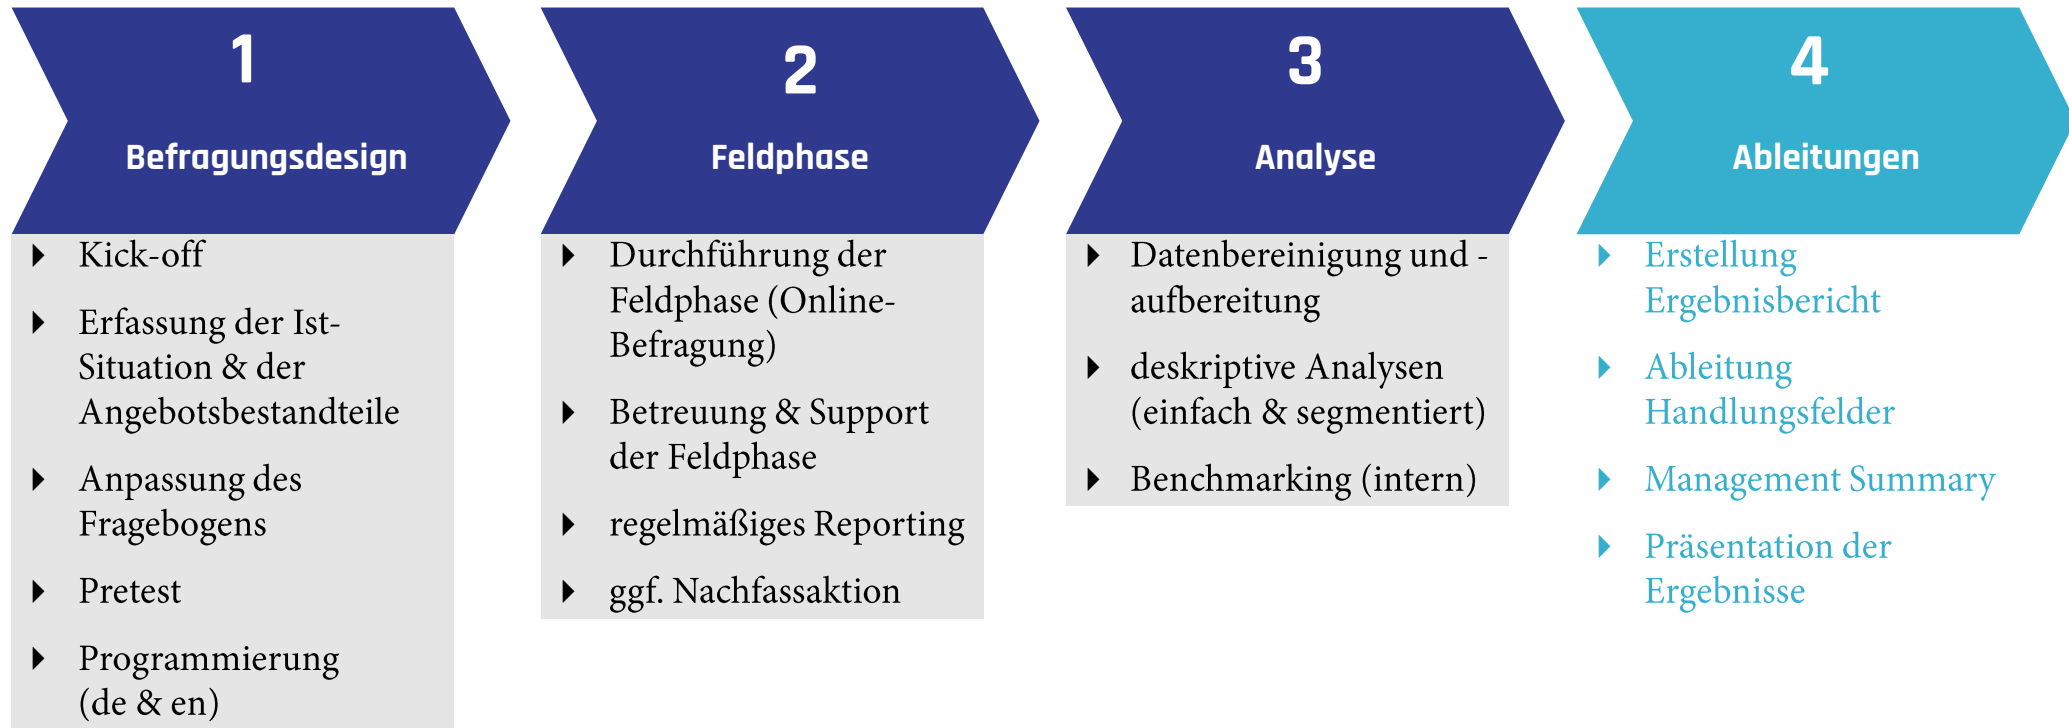 1
Befragungsdesign
Kick-off
Erfassung der Ist-
Situation & der
Angebotsbestandteile
Anpassung des
Fragebogens
Pretest
Programmierung
(de & en)
2
Feldphase
Durchführung der
Feldphase (Online-
Befragung)
Betreuung & Support
der Feldphase
regelmäßiges Reporting
ggf. Nachfassaktion
3
Analyse
Datenbereinigung und -
aufbereitung
deskriptive Analysen
(einfach & segmentiert)
Benchmarking (intern)
4
Ableitungen
Erstellung
Ergebnisbericht
Ableitung
Handlungsfelder
Management Summary
Präsentation der
Ergebnisse